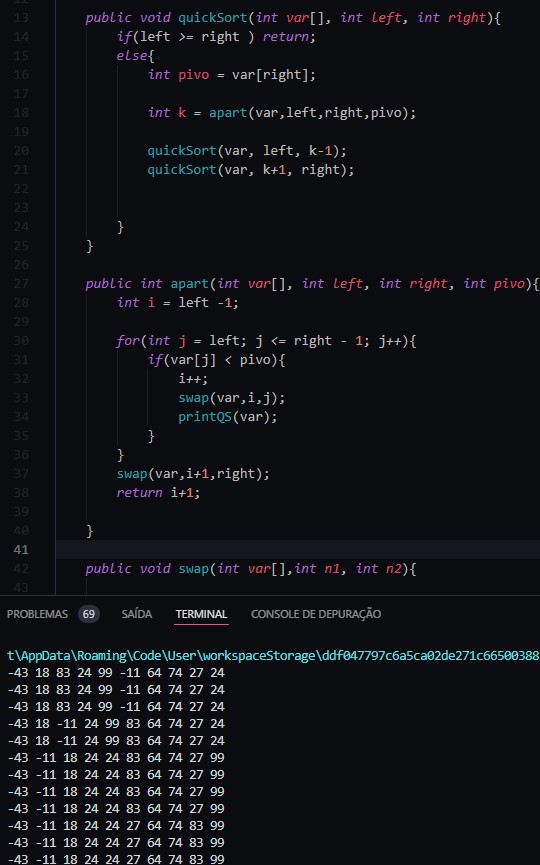 13 public void quickSort(int var[], int left, int right){
14 if(left >= right ) return;
15 else{
16 int pivo = var[right];
17
18 int k = apart(var,left,right,pivo);
19
20 quickSort(var, left, k-1);
21 quickSort(var, k+1, right);
22
23
24 }
25 }
26
27 public int apart(int var[], int left, int right, int pivo){
28 int i = left -1;
29
30 for(int j = left; j <= right - 1; j++){
31 if(var[j] < pivo){
32 i++;
33 swap(var,i,j);
34 printQS(var);
35 }
36 }
37 swap(var,i+1,right);
38 return i+1;
39
40 }
41
42 public void swap(int var[],int n1, int n2){
43
PROBLEMAS 69 SAÍDA TERMINAL CONSOLE DE DEPURAÇÃO
t\AppData\Roaming\Code\User\workspaceStorage\ddf047797c6a5ca02de271c66500388
-43 18 83 24 99 -11 64 74 27 24
-43 18 83 24 99 -11 64 74 27 24
-43 18 83 24 99 -11 64 74 27 24
-43 18 -11 24 99 83 64 74 27 24
-43 18 -11 24 99 83 64 74 27 24
-43 -11 18 24 24 83 64 74 27 99
-43 -11 18 24 24 83 64 74 27 99
-43 -11 18 24 24 83 64 74 27 99
-43 -11 18 24 24 83 64 74 27 99
-43 -11 18 24 24 27 64 74 83 99
-43 -11 18 24 24 27 64 74 83 99
-43 -11 18 24 24 27 64 74 83 99